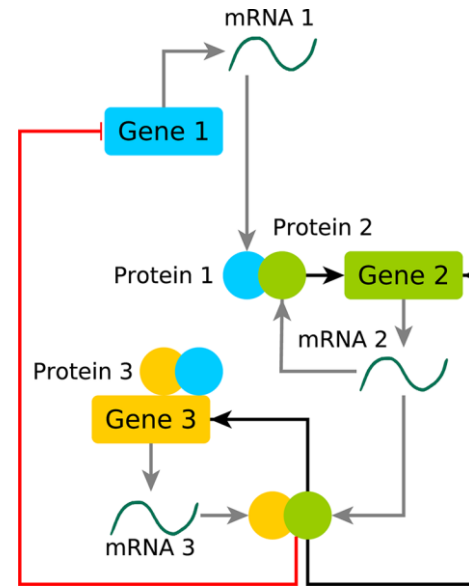 mRNA 1
Gene 1
Protein 2
Protein 1
Gene 2
mRNA 2
Protein 3
Gene 3
mRNA 3